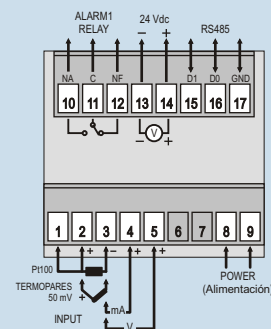 ALARM1 24 Vdc RS485
RELAY − +
NA C NF D1 D0 GND
10 11 12 13 14 15 16 17
− V +
1 2 3 4 5 6 7 8 9
+ − + +
Pt100
TERMOPARES
50 mV +
mA
INPUT
V
POWER
(Alimentación)